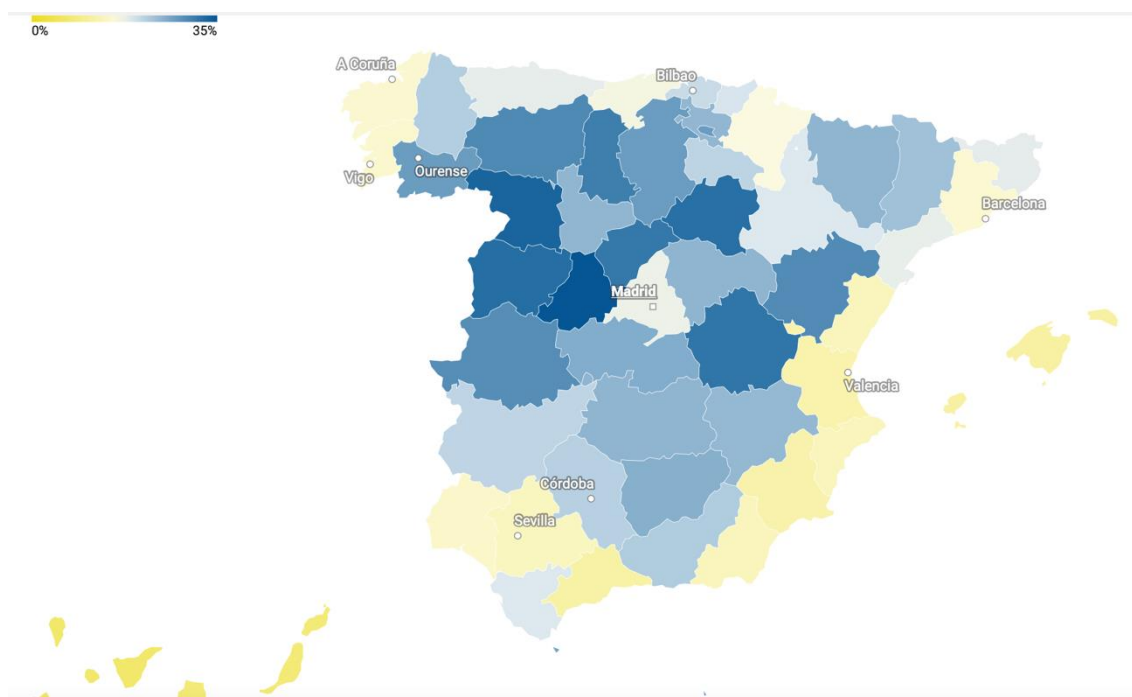 0% 35%
A Coruña
Bilbao
Vigo
Ourense
Barcelona
Madrid
Valencia
Córdoba
Sevilla